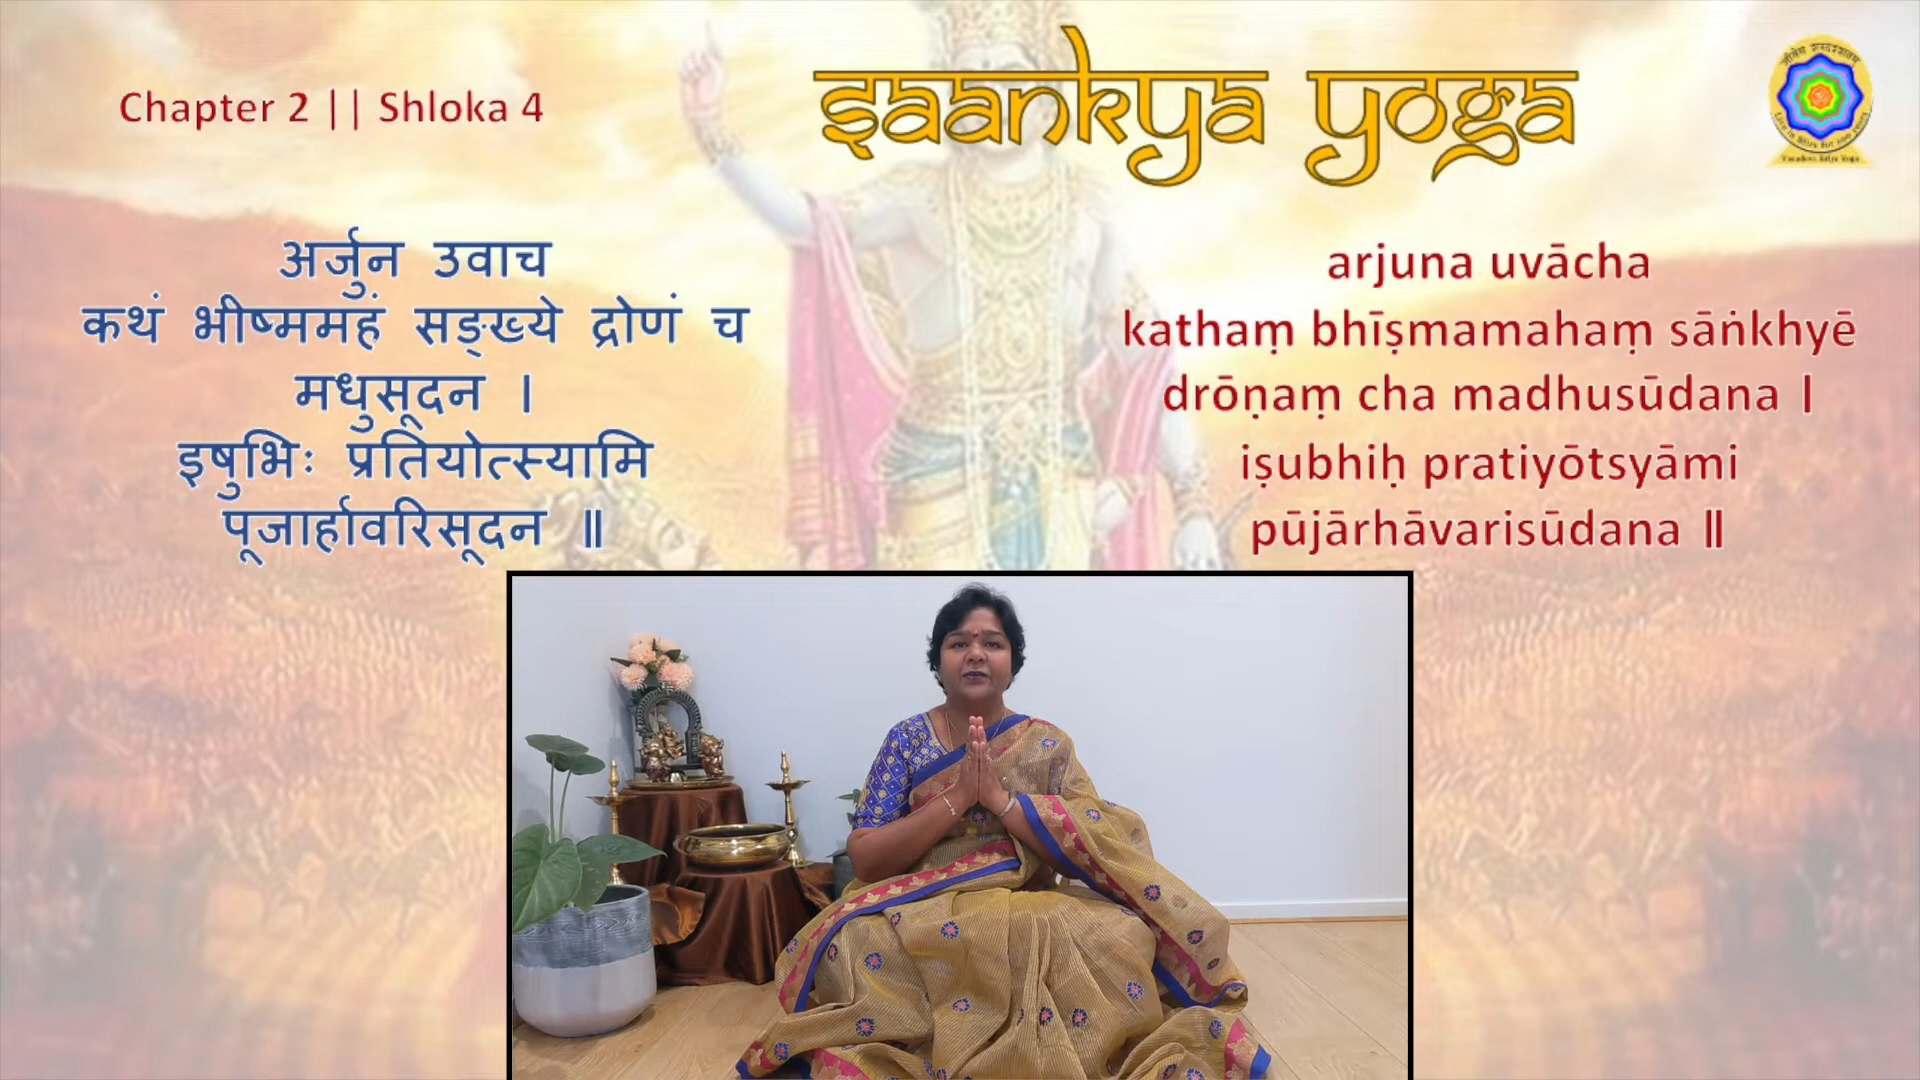 Chapter 2 || Shloka 4
saankya yoga
अर्जुन उवाच
कथं भीष्ममहं सङ्ख्ये द्रोणं च
मधुसूदन ।
इषुभिः प्रतियोत्स्यामि
पूजार्हावरिसूदन ॥
arjuna uvācha
kathaṃ bhīṣmamahaṃ sāṅkhyē
drōṇaṃ cha madhusūdana |
iṣubhiḥ pratiyōtsyāmi
pūjārhāvarisūdana ||